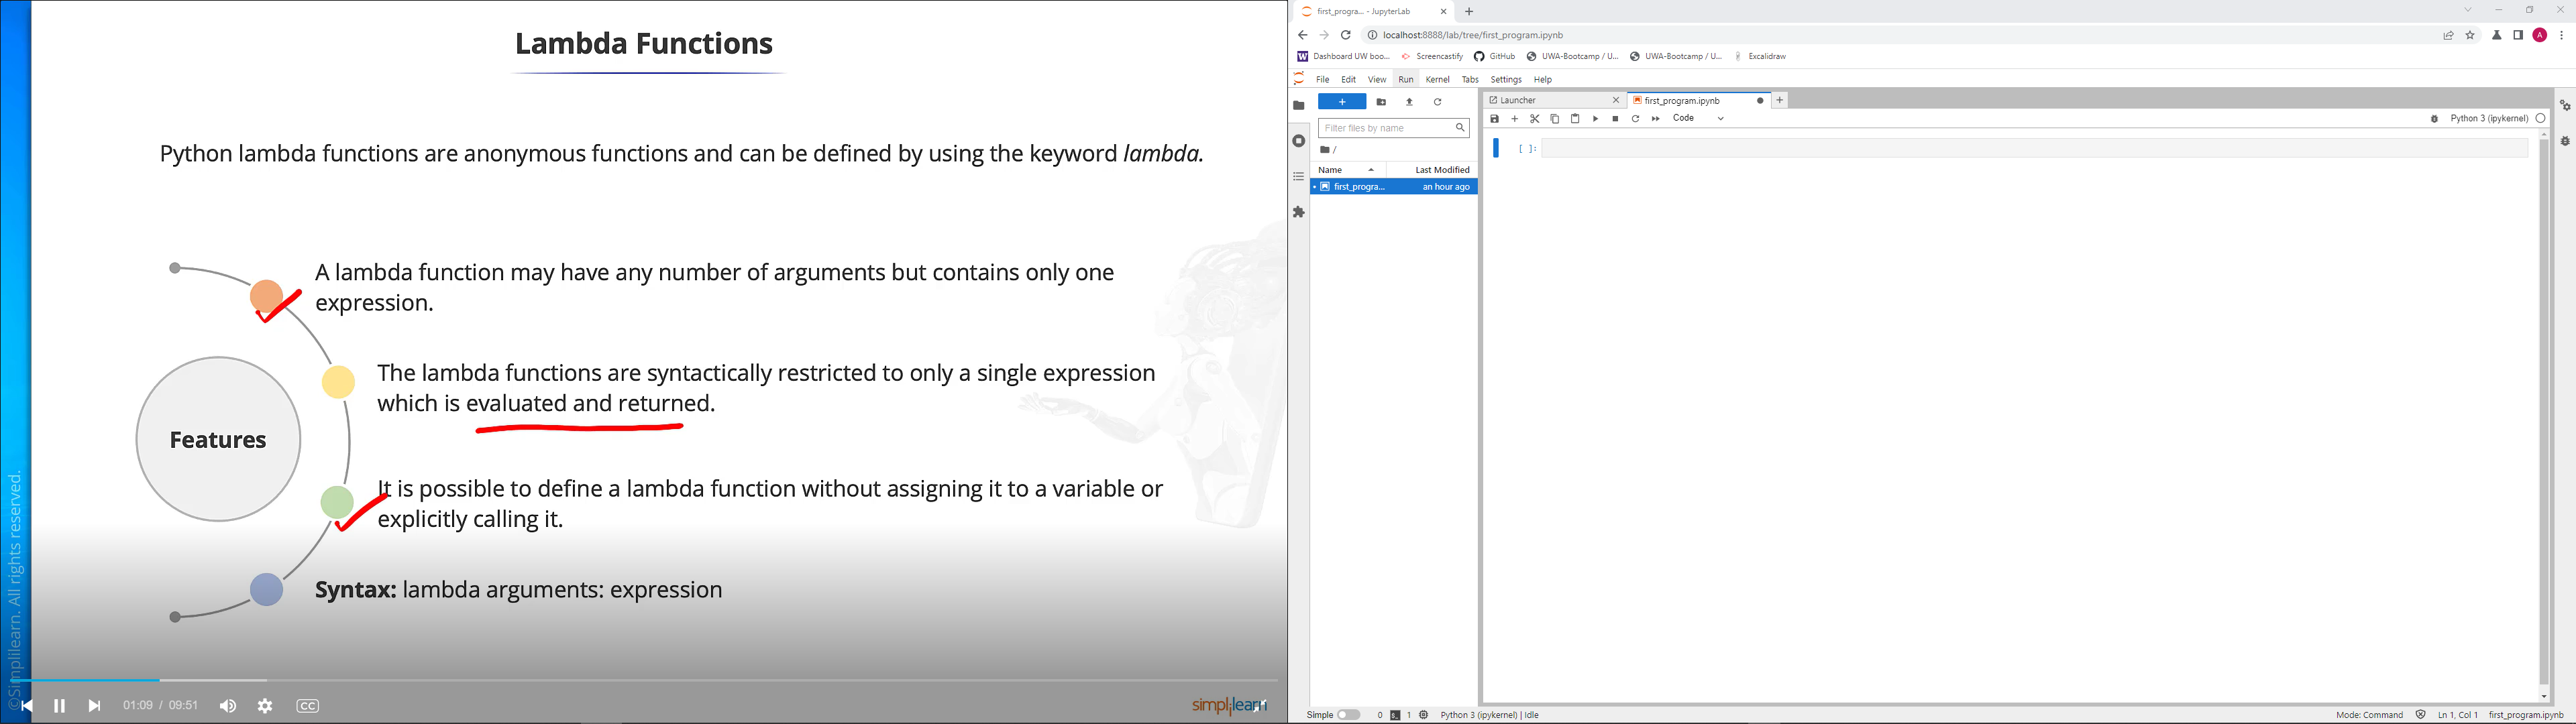 Lambda Functions
Python lambda functions are anonymous functions and can be defined by using the keyword lambda.
A lambda function may have any number of arguments but contains only one
expression.
The lambda functions are syntactically restricted to only a single expression
which is evaluated and returned.
Features
It is possible to define a lambda function without assigning it to a variable or
explicitly calling it.
Syntax: lambda arguments: expression
©Simplilearn. All rights reserved.
01:09 / 09:51
CC
simplilearn
first_progra... - JupyterLab
localhost:8888/lab/tree/first_program.ipynb
A
Dashboard UW boo... Screencastify GitHub UWA-Bootcamp / U... UWA-Bootcamp / U... Excalidraw
File Edit View Run Kernel Tabs Settings Help
Launcher first_program.ipynb
Filter files by name
Code
Python 3 (ipykernel)
/
[ ]:
Name Last Modified
first_progra... an hour ago
Simple 0 1 Python 3 (ipykernel) | Idle
Mode: Command Ln 1, Col 1 first_program.ipynb